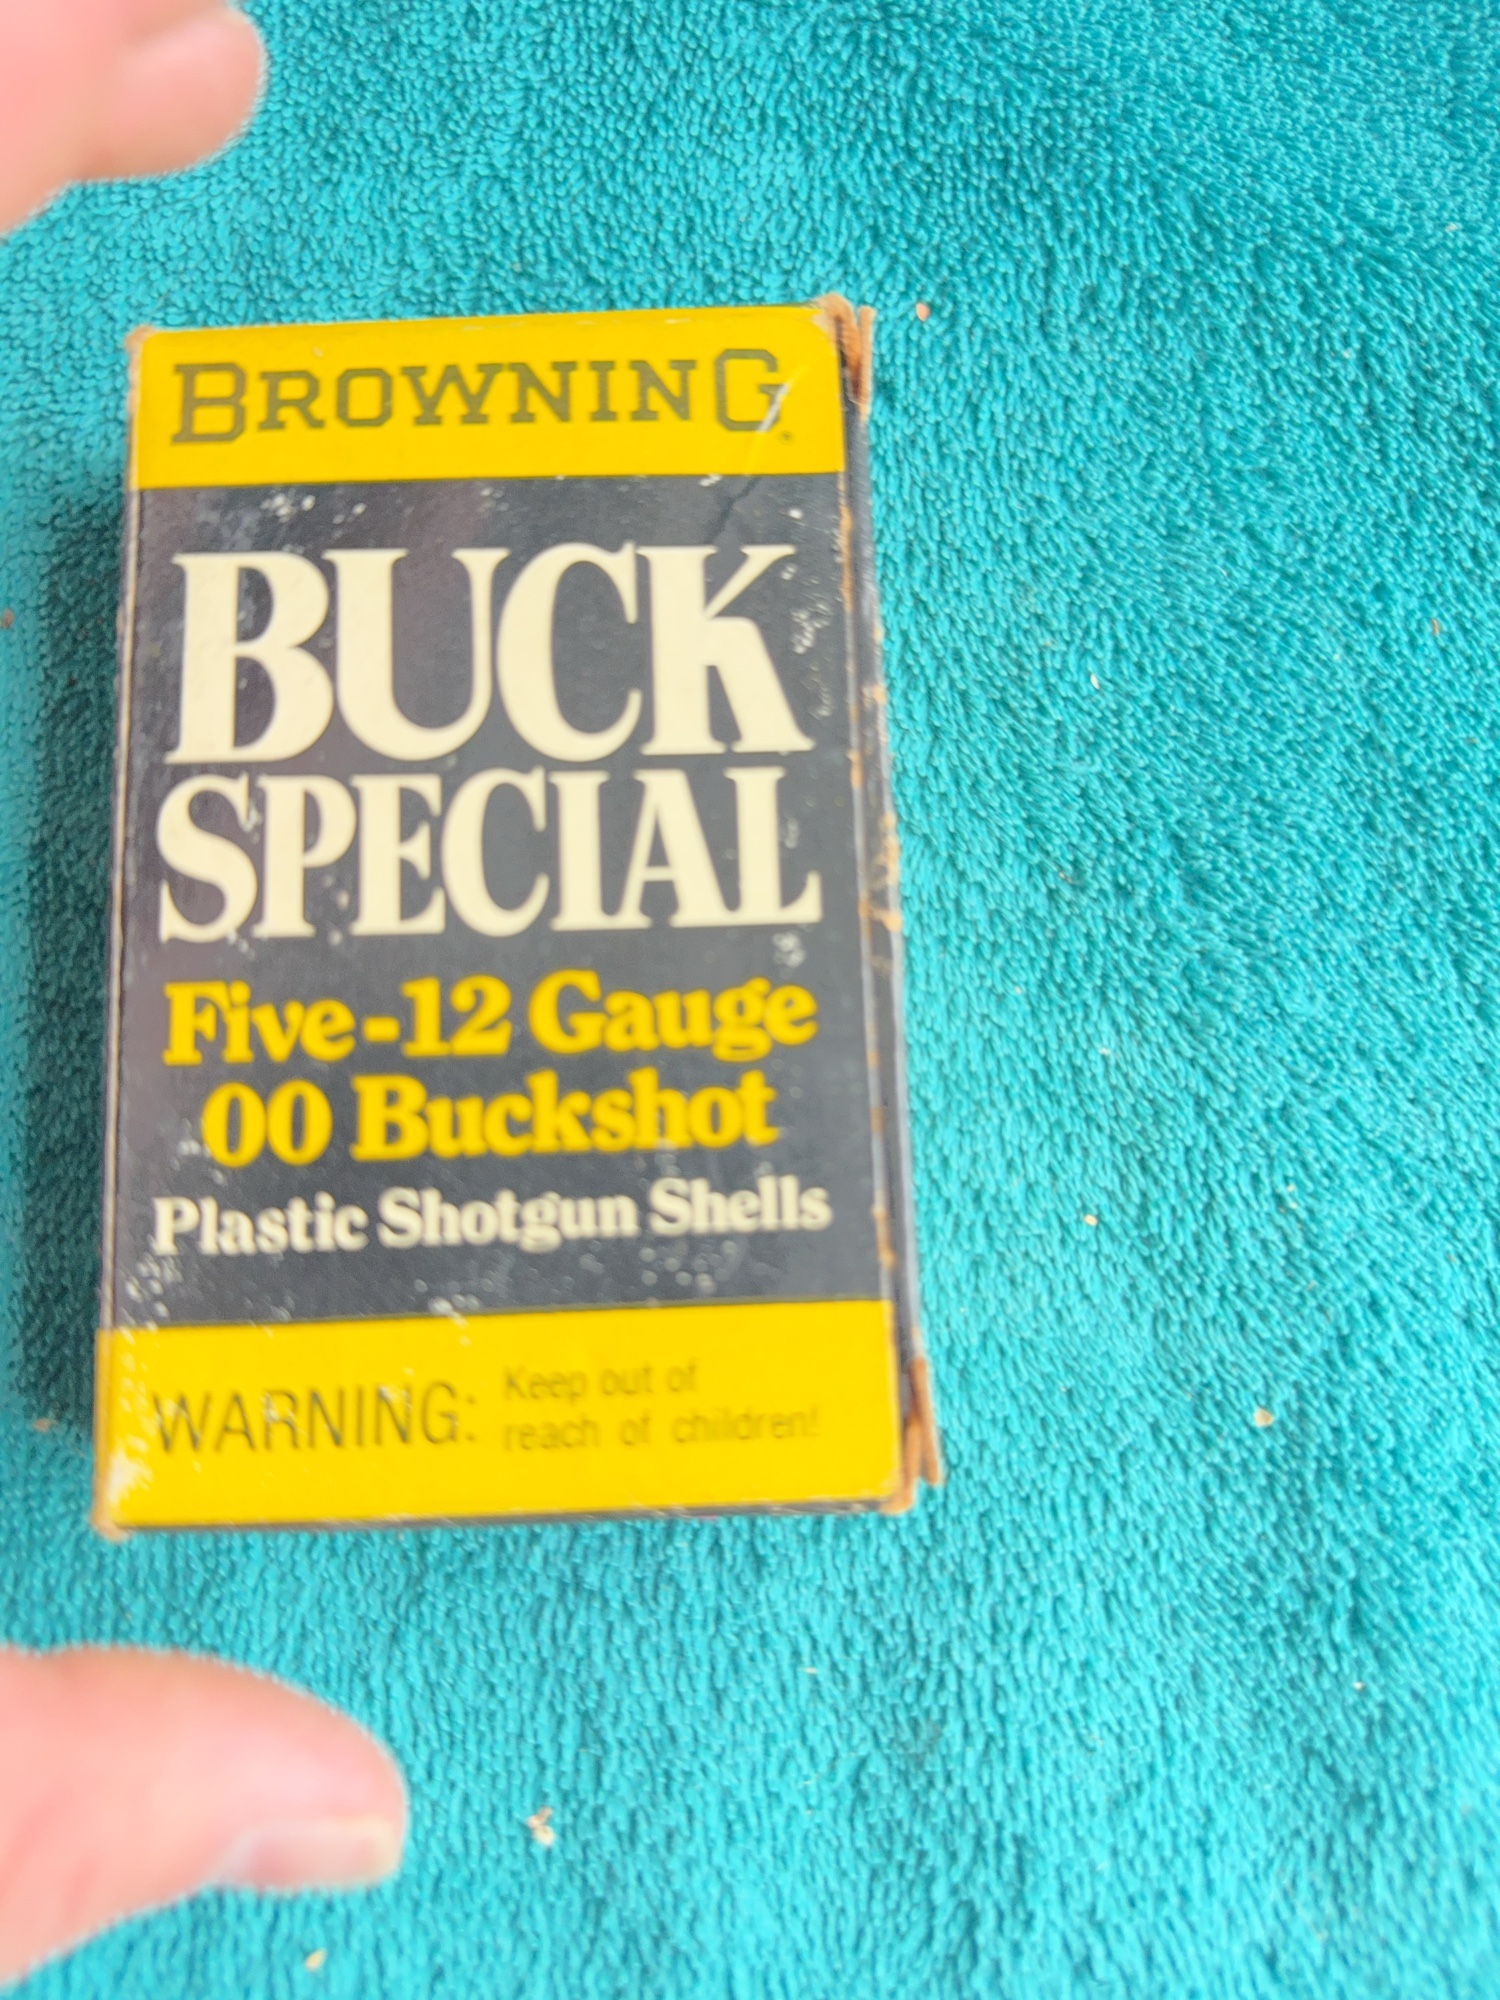 BROWNING
BUCK
SPECIAL
Five-12 Gauge
00 Buckshot
Plastic Shotgun Shells
WARNING: Keep out of
reach of children!